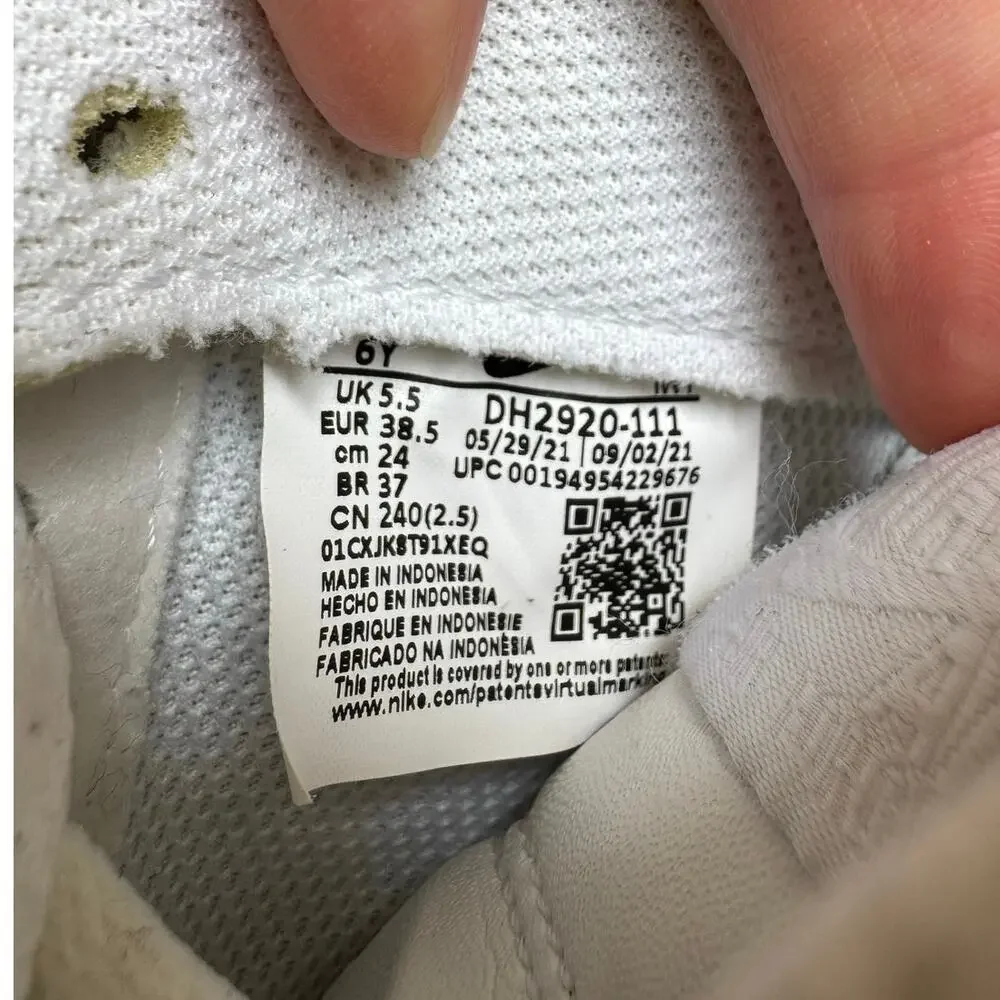 6Y
UK 5.5
EUR 38.5
cm 24
BR 37
CN 240(2.5)
01CXJK8T91XEQ
DH2920-111
05/29/21 | 09/02/21
UPC 00194954229676
MADE IN INDONESIA
HECHO EN INDONESIA
FABRIQUE EN INDONESIE
FABRICADO NA INDONÈSIA
This product is covered by one or more patents
www.nike.com/patents